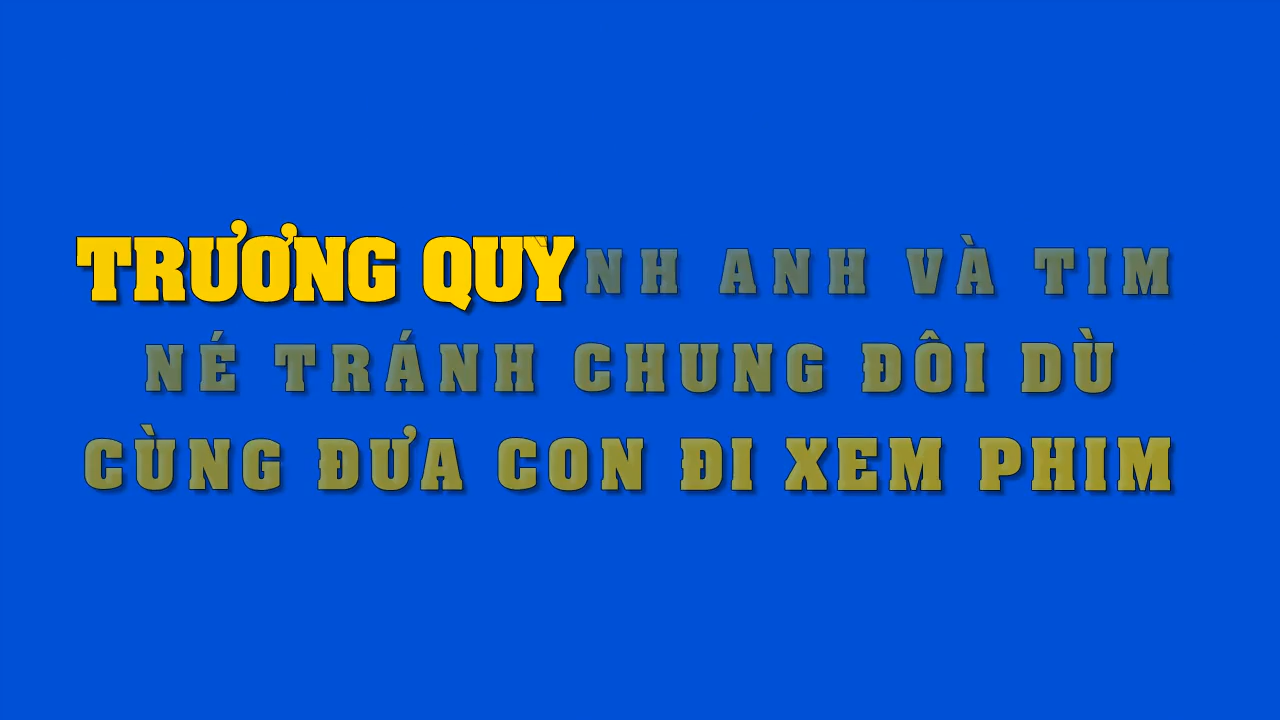 TRƯƠNG QUỲNH ANH VÀ TIM
NÉ TRÁNH CHUNG ĐÔI DÙ
CÙNG ĐƯA CON ĐI XEM PHIM